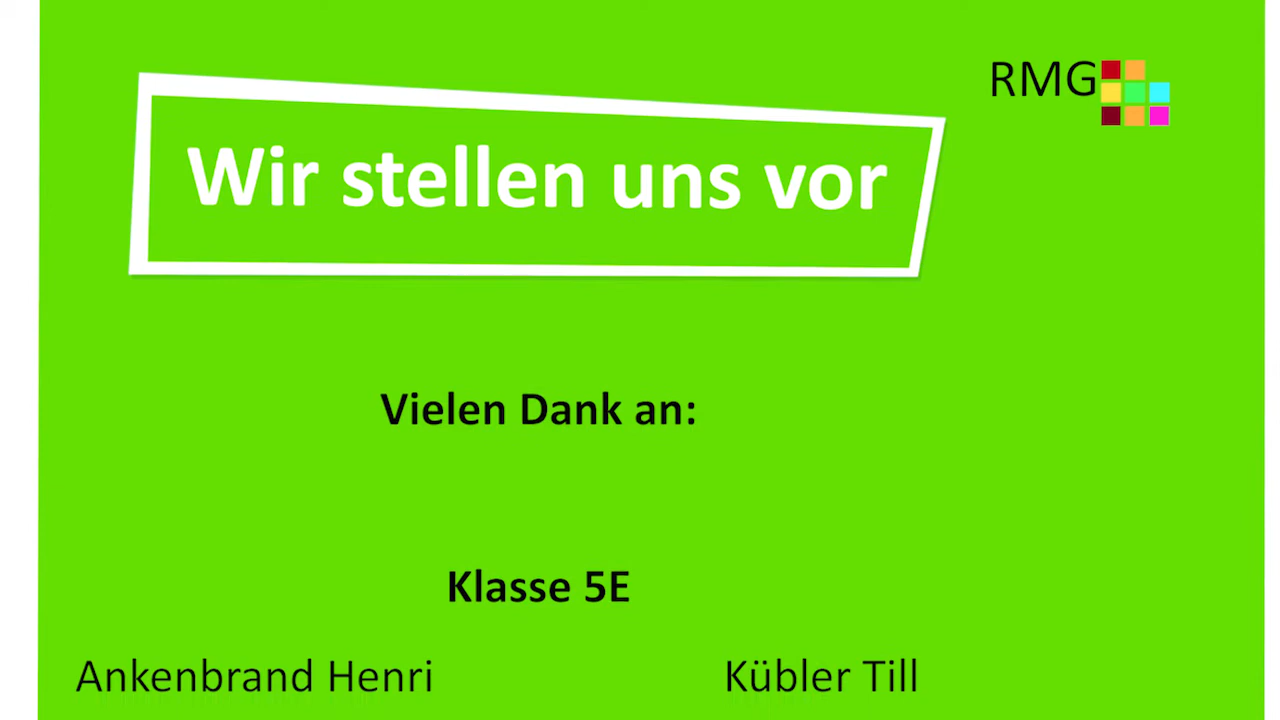 RMG
Wir stellen uns vor
Vielen Dank an:
Klasse 5E
Ankenbrand Henri
Kübler Till